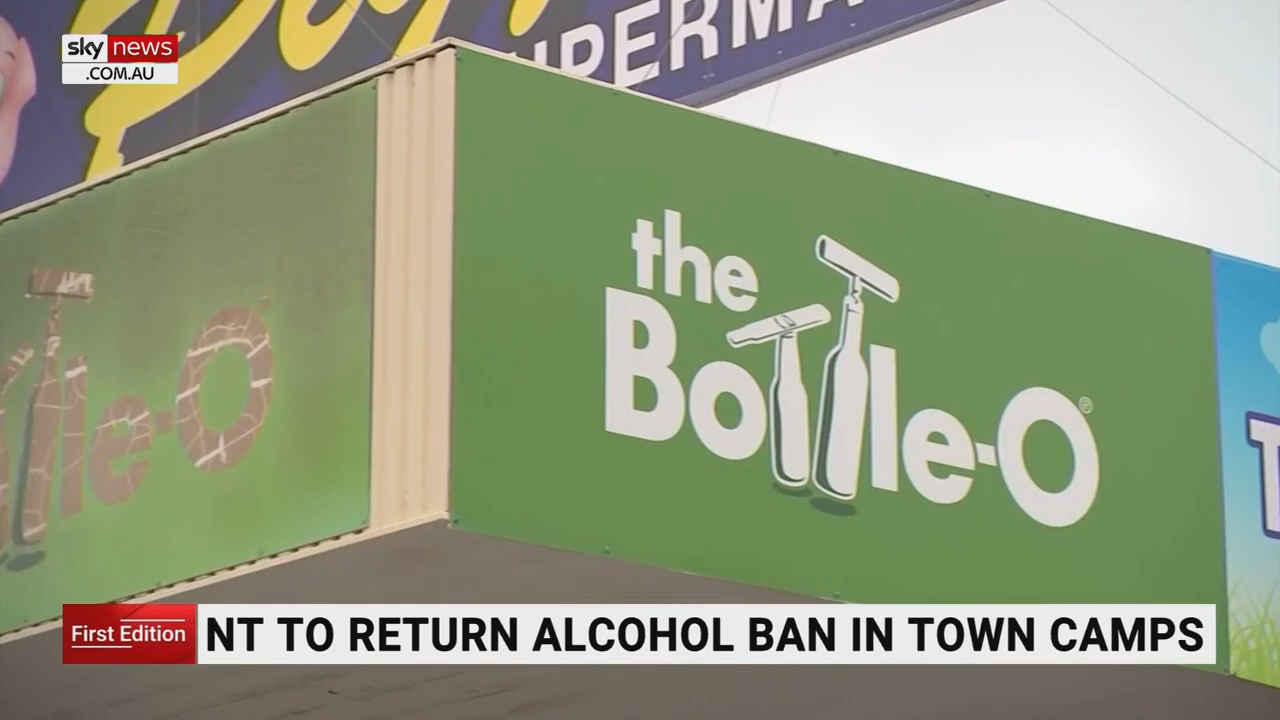 sky news
.COM.AU
the
Bottle-O®
First Edition
NT TO RETURN ALCOHOL BAN IN TOWN CAMPS